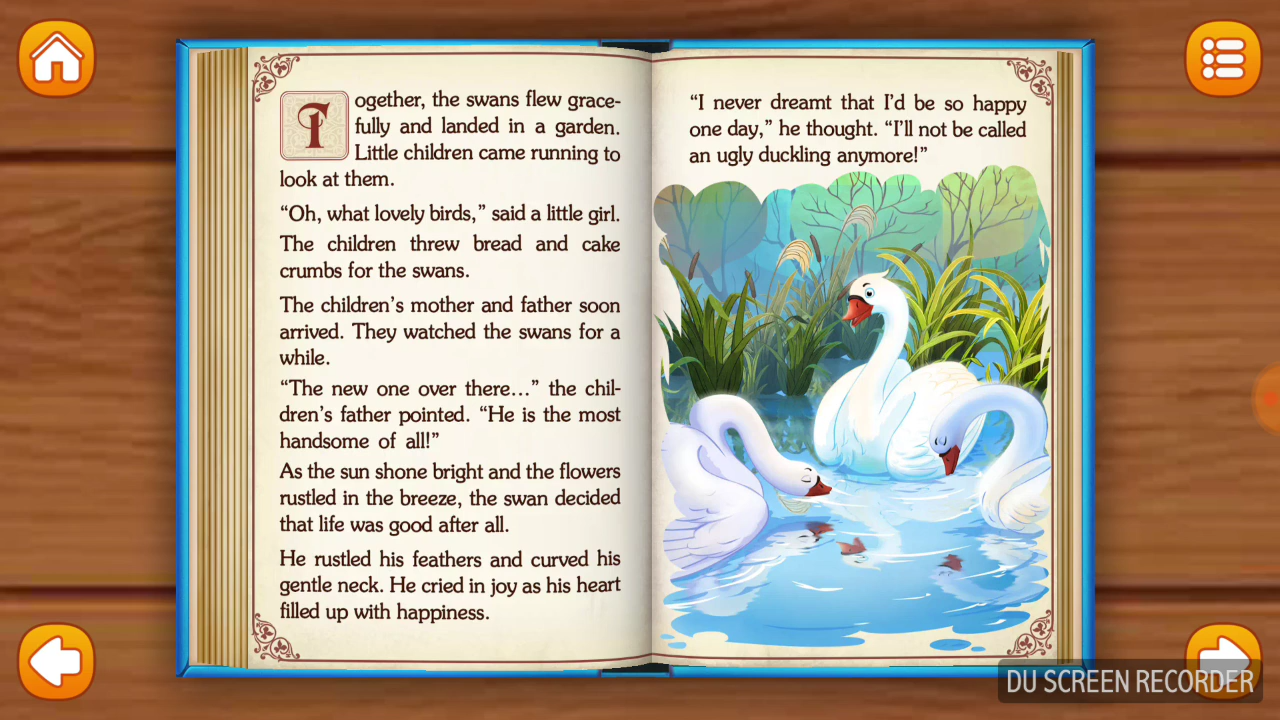 Together, the swans flew grace-
fully and landed in a garden.
Little children came running to
look at them.
“Oh, what lovely birds,” said a little girl.
The children threw bread and cake
crumbs for the swans.
The children’s mother and father soon
arrived. They watched the swans for a
while.
“The new one over there...” the chil-
dren’s father pointed. “He is the most
handsome of all!”
As the sun shone bright and the flowers
rustled in the breeze, the swan decided
that life was good after all.
He rustled his feathers and curved his
gentle neck. He cried in joy as his heart
filled up with happiness.
“I never dreamt that I’d be so happy
one day,” he thought. “I’ll not be called
an ugly duckling anymore!”
DU SCREEN RECORDER